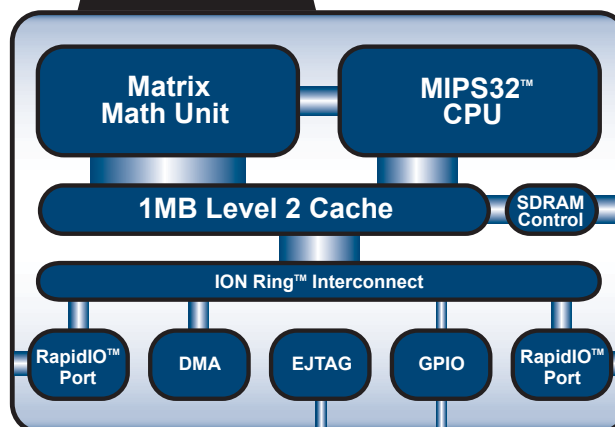 Matrix
Math Unit
MIPS32™
CPU
1MB Level 2 Cache
SDRAM
Control
ION Ring™ Interconnect
RapidIO™
Port
DMA
EJTAG
GPIO
RapidIO™
Port